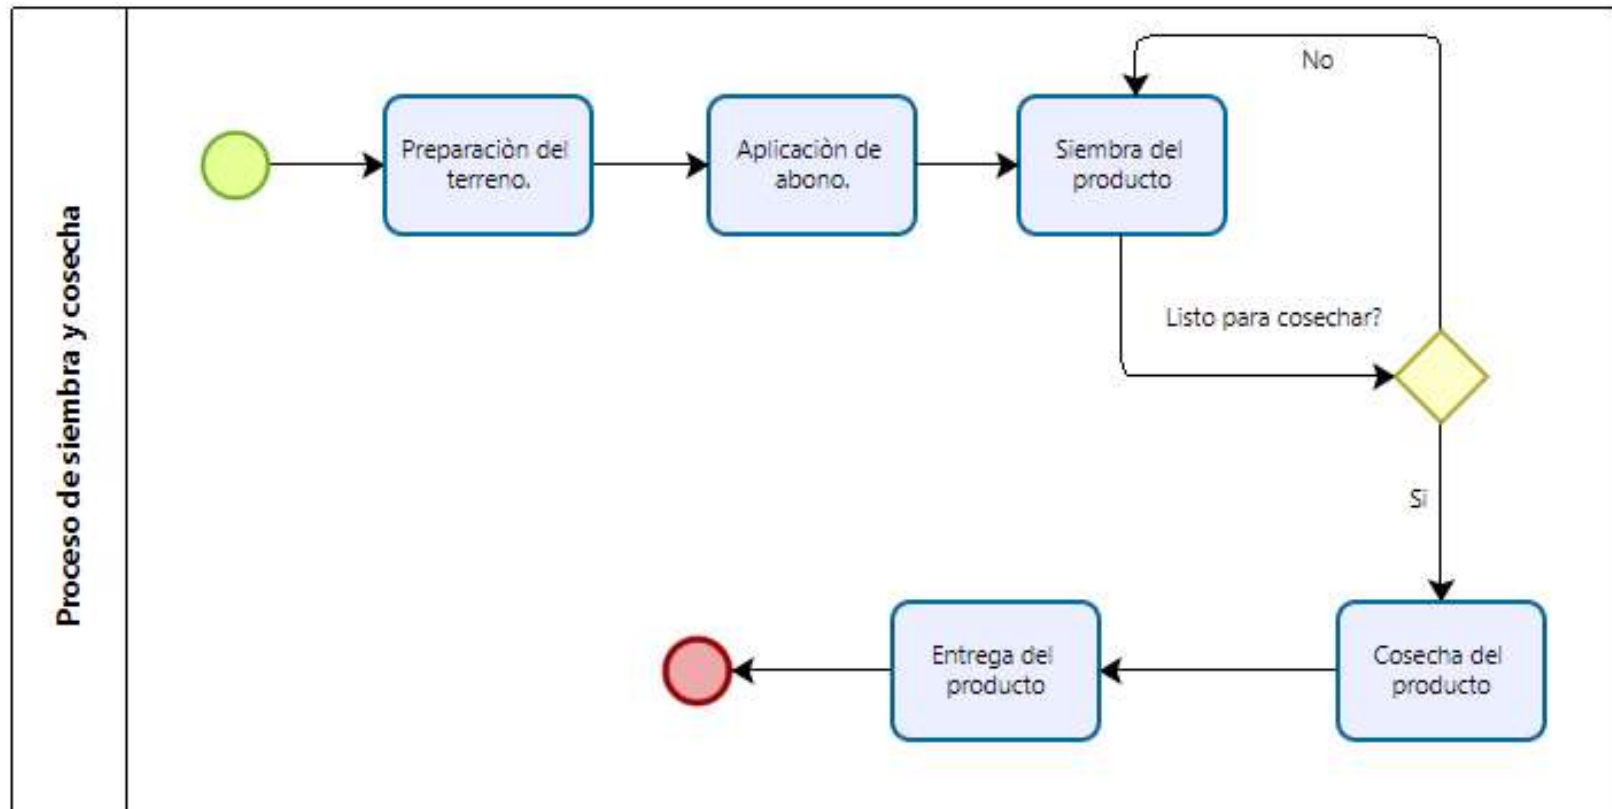 Proceso de siembra y cosecha
Preparaciòn del
terreno.
Aplicaciòn de
abono.
Siembra del
producto
No
Listo para cosechar?
Si
Entrega del
producto
Cosecha del
producto